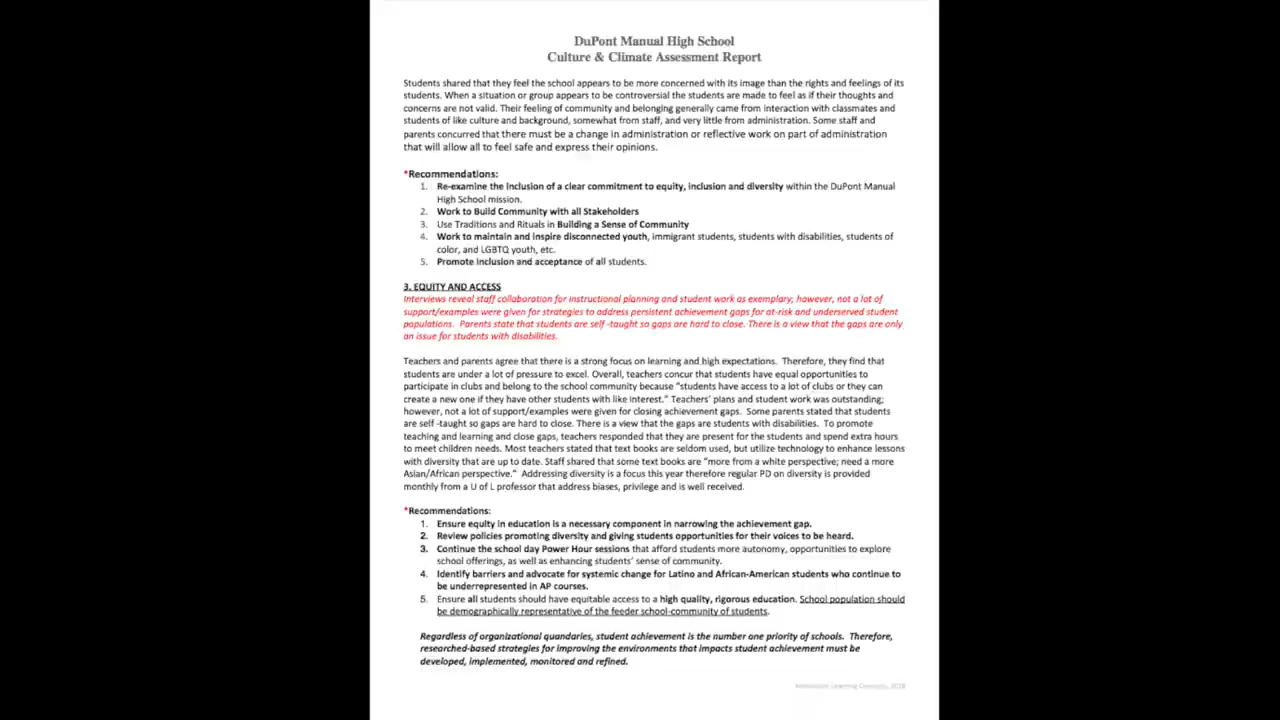 DuPont Manual High School
Culture & Climate Assessment Report
Students shared that they feel the school appears to be more concerned with its image than the rights and feelings of its
students. When a situation or group appears to be controversial the students are made to feel as if their thoughts and
concerns are not valid. Their feeling of community and belonging generally came from interaction with classmates and
students of like culture and background, somewhat from staff, and very little from administration. Some staff and
parents concurred that there must be a change in administration or reflective work on part of administration
that will allow all to feel safe and express their opinions.
*Recommendations:
1. Re-examine the inclusion of a clear commitment to equity, inclusion and diversity within the DuPont Manual
High School mission.
2. Work to Build Community with all Stakeholders
3. Use Traditions and Rituals in Building a Sense of Community
4. Work to maintain and inspire disconnected youth, immigrant students, students with disabilities, students of
color, and LGBTQ youth, etc.
5. Promote inclusion and acceptance of all students.
3. EQUITY AND ACCESS
Interviews reveal staff collaboration for instructional planning and student work as exemplary; however, not a lot of
support/examples were given for strategies to address persistent achievement gaps for at-risk and underserved student
populations. Parents state that students are self -taught so gaps are hard to close. There is a view that the gaps are only
an issue for students with disabilities.
Teachers and parents agree that there is a strong focus on learning and high expectations. Therefore, they find that
students are under a lot of pressure to excel. Overall, teachers concur that students have equal opportunities to
participate in clubs and belong to the school community because "students have access to a lot of clubs or they can
create a new one if they have other students with like interest." Teachers' plans and student work was outstanding;
however, not a lot of support/examples were given for closing achievement gaps. Some parents stated that students
are self -taught so gaps are hard to close. There is a view that the gaps are students with disabilities. To promote
teaching and learning and close gaps, teachers responded that they are present for the students and spend extra hours
to meet children needs. Most teachers stated that text books are seldom used, but utilize technology to enhance lessons
with diversity that are up to date. Staff shared that some text books are "more from a white perspective; need a more
Asian/African perspective." Addressing diversity is a focus this year therefore regular PD on diversity is provided
monthly from a U of L professor that address biases, privilege and is well received.
*Recommendations:
1. Ensure equity in education is a necessary component in narrowing the achievement gap.
2. Review policies promoting diversity and giving students opportunities for their voices to be heard.
3. Continue the school day Power Hour sessions that afford students more autonomy, opportunities to explore
school offerings, as well as enhancing students' sense of community.
4. Identify barriers and advocate for systemic change for Latino and African-American students who continue to
be underrepresented in AP courses.
5. Ensure all students should have equitable access to a high quality, rigorous education. School population should
be demographically representative of the feeder school-community of students.
Regardless of organizational quandaries, student achievement is the number one priority of schools. Therefore,
researched-based strategies for improving the environments that impacts student achievement must be
developed, implemented, monitored and refined.
Learning Concepts, 2018